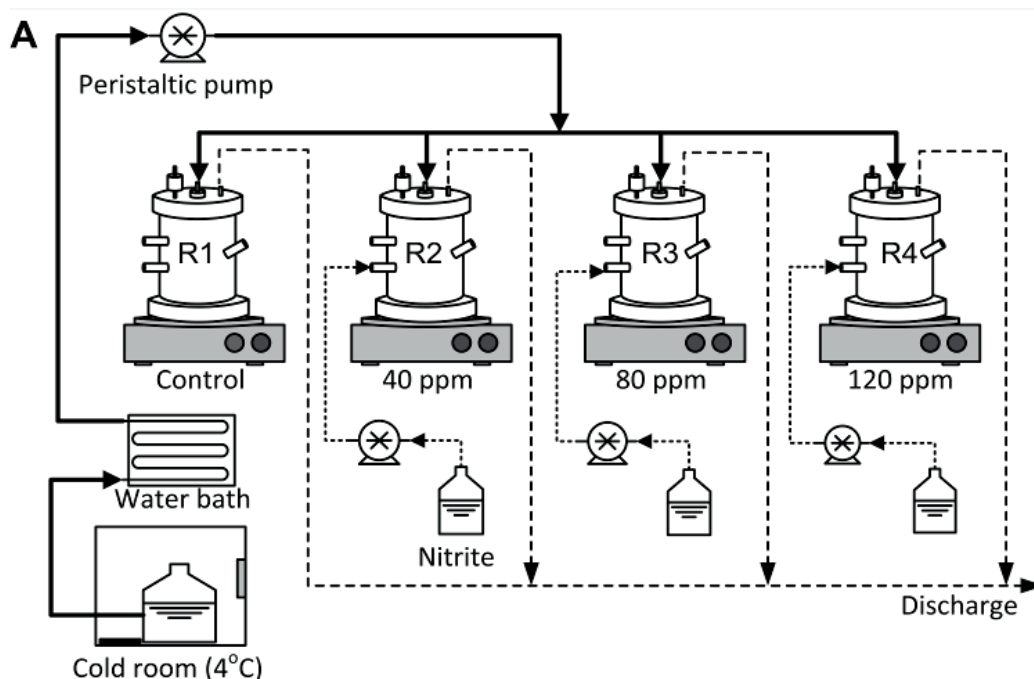 A
Peristaltic pump
R1
R2
R3
R4
Control
40 ppm
80 ppm
120 ppm
Water bath
Nitrite
Discharge
Cold room (4°C)